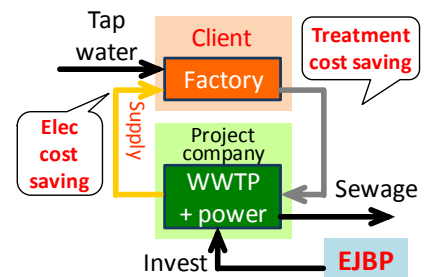 Tap
water
Client
Factory
Treatment
cost saving
Elec
cost
saving
Supply
Project
company
WWTP
+ power
Sewage
Invest
EJBP